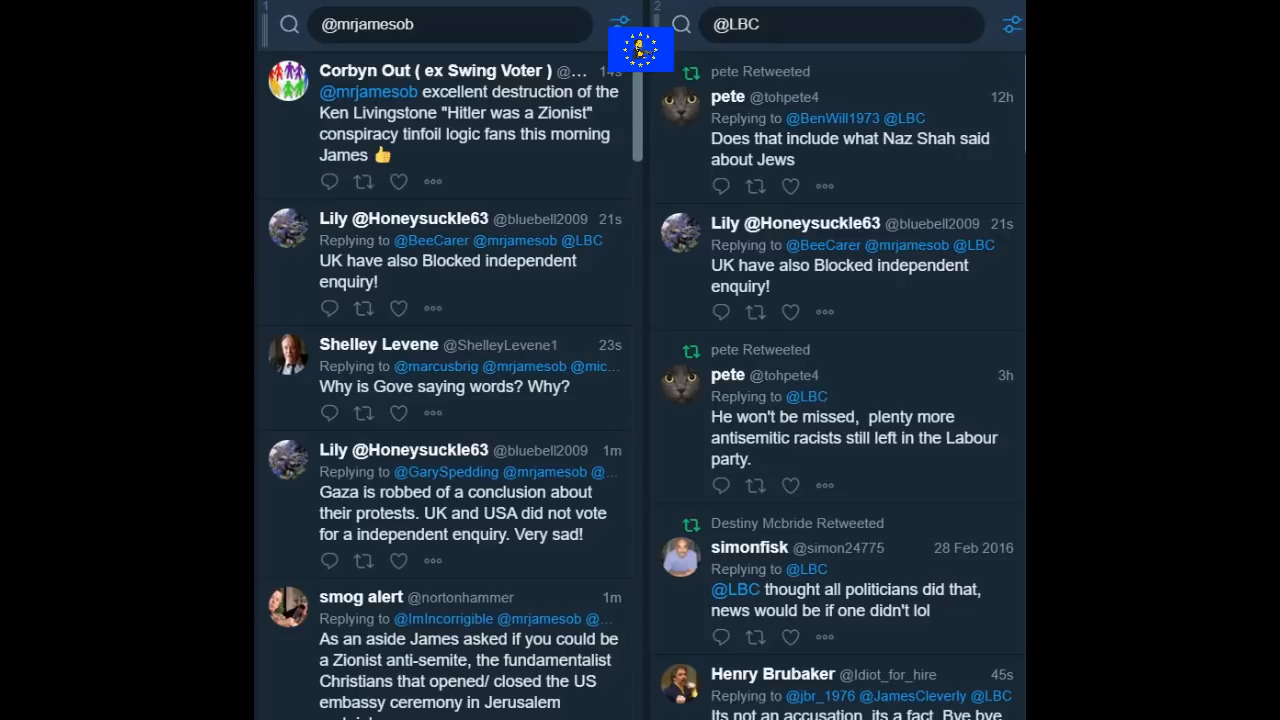 1
@mrjamesob
Corbyn Out ( ex Swing Voter ) @... 14s
@mrjamesob excellent destruction of the
Ken Livingstone "Hitler was a Zionist"
conspiracy tinfoil logic fans this morning
James 👍
Lily @Honeysuckle63 @bluebell2009 21s
Replying to @BeeCarer @mrjamesob @LBC
UK have also Blocked independent
enquiry!
Shelley Levene @ShelleyLevene1 23s
Replying to @marcusbrig @mrjamesob @mic...
Why is Gove saying words? Why?
Lily @Honeysuckle63 @bluebell2009 1m
Replying to @GarySpedding @mrjamesob @...
Gaza is robbed of a conclusion about
their protests. UK and USA did not vote
for a independent enquiry. Very sad!
smog alert @nortonhammer 1m
Replying to @ImIncorrigible @mrjamesob @...
As an aside James asked if you could be
a Zionist anti-semite, the fundamentalist
Christians that opened/ closed the US
embassy ceremony in Jerusalem
2
@LBC
pete Retweeted
pete @tohpete4 12h
Replying to @BenWill1973 @LBC
Does that include what Naz Shah said
about Jews
Lily @Honeysuckle63 @bluebell2009 21s
Replying to @BeeCarer @mrjamesob @LBC
UK have also Blocked independent
enquiry!
pete Retweeted
pete @tohpete4 3h
Replying to @LBC
He won't be missed, plenty more
antisemitic racists still left in the Labour
party.
Destiny Mcbride Retweeted
simonfisk @simon24775 28 Feb 2016
Replying to @LBC
@LBC thought all politicians did that,
news would be if one didn't lol
Henry Brubaker @Idiot_for_hire 45s
Replying to @jbr_1976 @JamesCleverly @LBC
Its not an accusation, its a fact. Bye bye